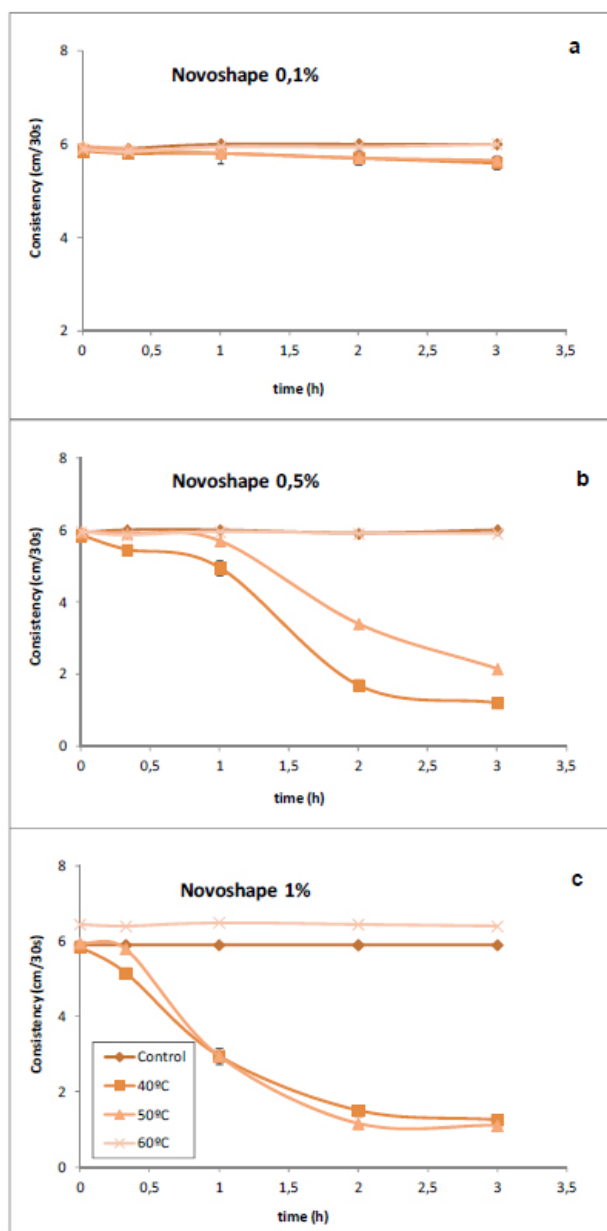 a
Novoshape 0,1%
Consistency (cm/30s)
8
6
4
2
0 0,5 1 1,5 2 2,5 3 3,5
time (h)
b
Novoshape 0,5%
Consistency (cm/30s)
8
6
4
2
0
0 0,5 1 1,5 2 2,5 3 3,5
time (h)
c
Novoshape 1%
Consistency (cm/30s)
8
6
4
2
0
Control
40ºC
50ºC
60ºC
0 0,5 1 1,5 2 2,5 3 3,5
time (h)